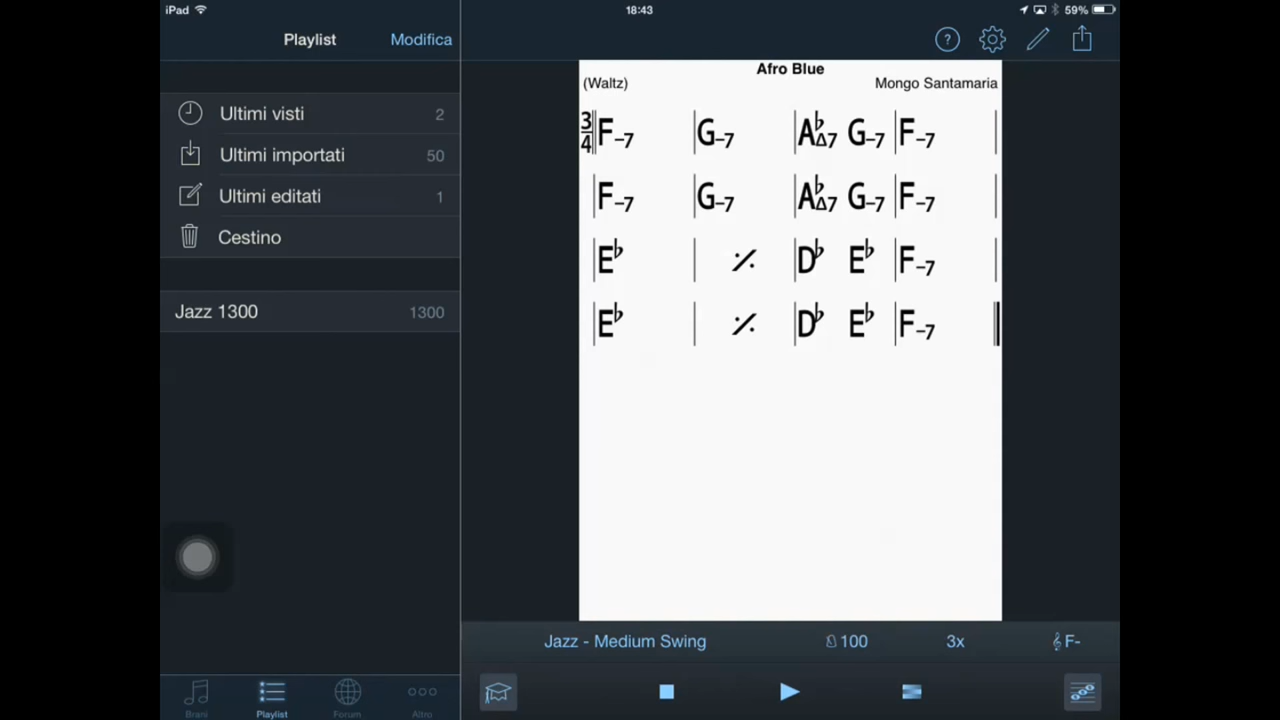 iPad 18:43 59%
Playlist Modifica
Ultimi visti 2
Ultimi importati 50
Ultimi editati 1
Cestino
Jazz 1300 1300
Brani Playlist Forum Altro
?
Afro Blue
(Waltz) Mongo Santamaria
3/4 F-7 | G-7 | A♭Δ7 G-7 | F-7 |
| F-7 | G-7 | A♭Δ7 G-7 | F-7 |
| E♭ | 𝄎 | D♭ E♭ | F-7 |
| E♭ | 𝄎 | D♭ E♭ | F-7 ‖
Jazz - Medium Swing 100 3x F-